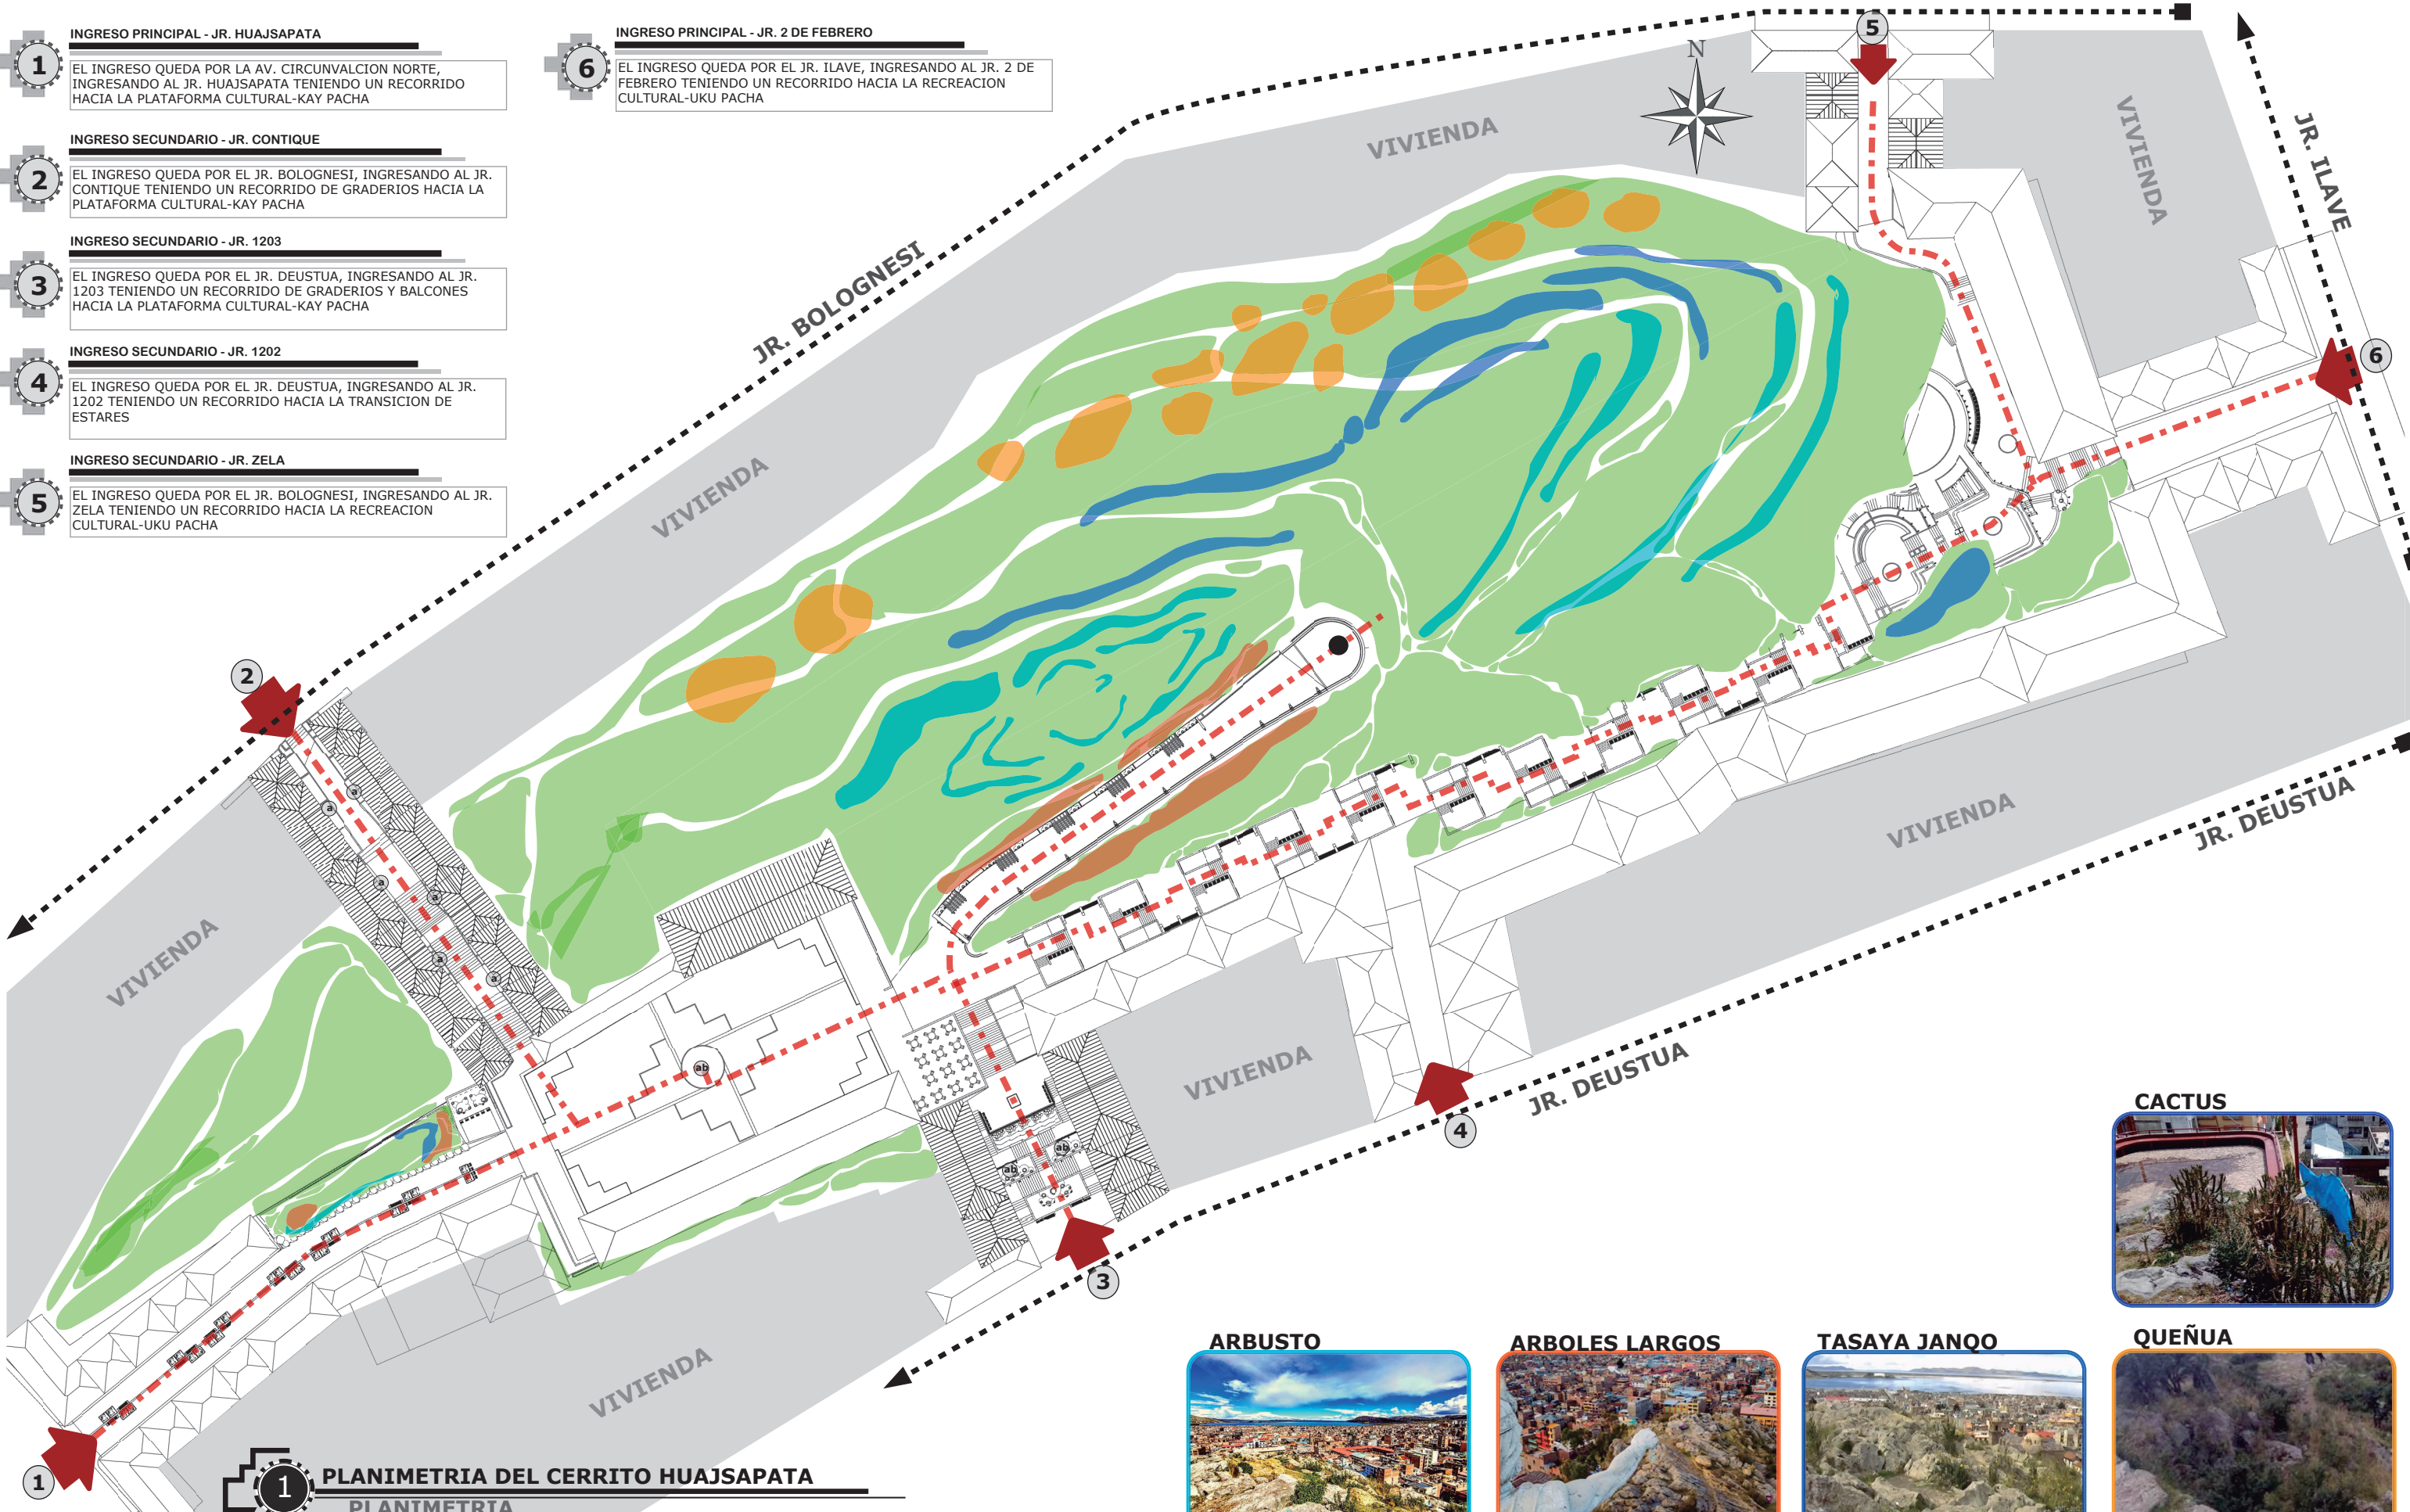 INGRESO PRINCIPAL - JR. HUAJSAPATA
1
EL INGRESO QUEDA POR LA AV. CIRCUNVALCION NORTE,
INGRESANDO AL JR. HUAJSAPATA TENIENDO UN RECORRIDO
HACIA LA PLATAFORMA CULTURAL-KAY PACHA
INGRESO SECUNDARIO - JR. CONTIQUE
2
EL INGRESO QUEDA POR EL JR. BOLOGNESI, INGRESANDO AL JR.
CONTIQUE TENIENDO UN RECORRIDO DE GRADERIOS HACIA LA
PLATAFORMA CULTURAL-KAY PACHA
INGRESO SECUNDARIO - JR. 1203
3
EL INGRESO QUEDA POR EL JR. DEUSTUA, INGRESANDO AL JR.
1203 TENIENDO UN RECORRIDO DE GRADERIOS Y BALCONES
HACIA LA PLATAFORMA CULTURAL-KAY PACHA
INGRESO SECUNDARIO - JR. 1202
4
EL INGRESO QUEDA POR EL JR. DEUSTUA, INGRESANDO AL JR.
1202 TENIENDO UN RECORRIDO HACIA LA TRANSICION DE
ESTARES
INGRESO SECUNDARIO - JR. ZELA
5
EL INGRESO QUEDA POR EL JR. BOLOGNESI, INGRESANDO AL JR.
ZELA TENIENDO UN RECORRIDO HACIA LA RECREACION
CULTURAL-UKU PACHA
INGRESO PRINCIPAL - JR. 2 DE FEBRERO
6
EL INGRESO QUEDA POR EL JR. ILAVE, INGRESANDO AL JR. 2 DE
FEBRERO TENIENDO UN RECORRIDO HACIA LA RECREACION
CULTURAL-UKU PACHA
5
N
VIVIENDA
VIVIENDA
JR. ILAVE
JR. BOLOGNESI
6
VIVIENDA
2
a
a
a
a
a
a
VIVIENDA
VIVIENDA
JR. DEUSTUA
VIVIENDA
JR. DEUSTUA
4
ab
ab
ab
3
VIVIENDA
1
CACTUS
ARBUSTO
ARBOLES LARGOS
TASAYA JANQO
QUEÑUA
1
PLANIMETRIA DEL CERRITO HUAJSAPATA
PLANIMETRIA